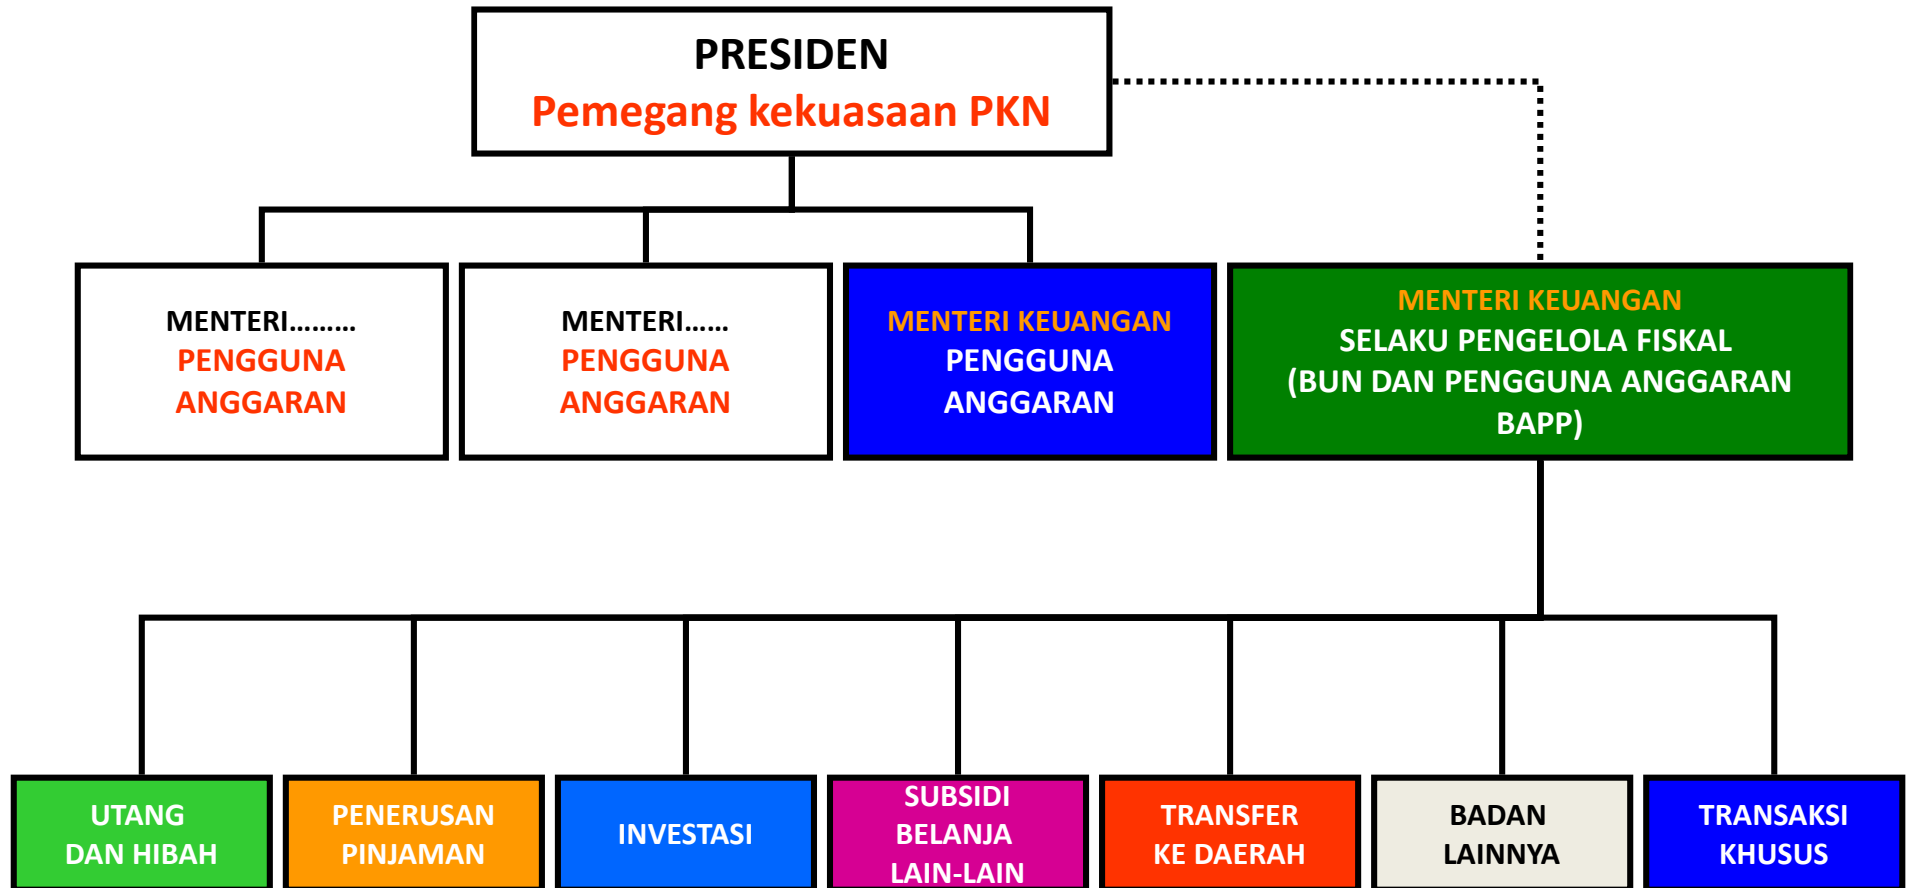 PRESIDEN
Pemegang kekuasaan PKN
MENTERI.........
PENGGUNA
ANGGARAN
MENTERI......
PENGGUNA
ANGGARAN
MENTERI KEUANGAN
PENGGUNA
ANGGARAN
MENTERI KEUANGAN
SELAKU PENGELOLA FISKAL
(BUN DAN PENGGUNA ANGGARAN
BAPP)
UTANG
DAN HIBAH
PENERUSAN
PINJAMAN
INVESTASI
SUBSIDI
BELANJA
LAIN-LAIN
TRANSFER
KE DAERAH
BADAN
LAINNYA
TRANSAKSI
KHUSUS